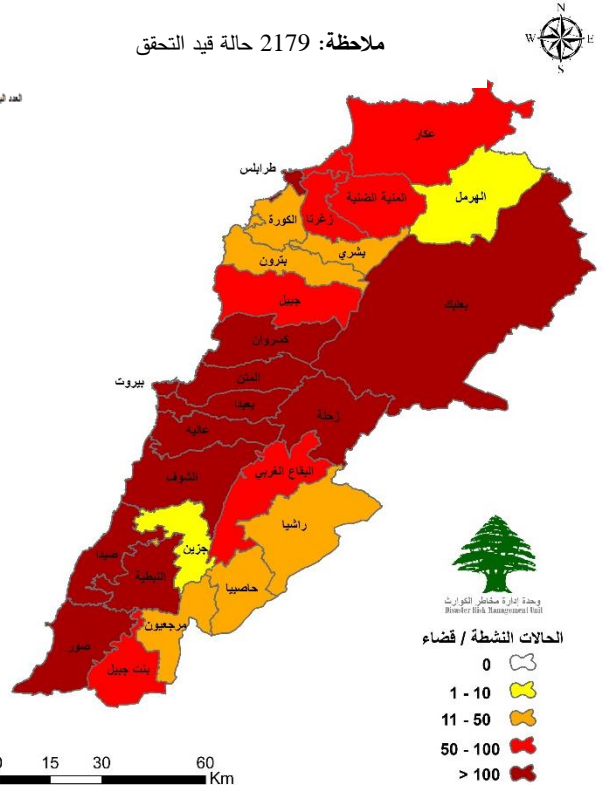 ملاحظة: 2179 حالة قيد التحقق
N
W E
S
عكار
طرابلس
الهرمل
المنية الضنية
زغرتا
الكورة
بشري
بترون
بعلبك
جبيل
كسروان
المتن
بيروت
بعبدا
زحلة
عاليه
الشوف
البقاع الغربي
راشيا
جزين
صيدا
النبطية
حاصبيا
مرجعيون
صور
بنت جبيل
وحدة إدارة مخاطر الكوارث
Disaster Risk Management Unit
الحالات النشطة / قضاء
0
1 - 10
11 - 50
50 - 100
> 100
0 15 30 60
Km